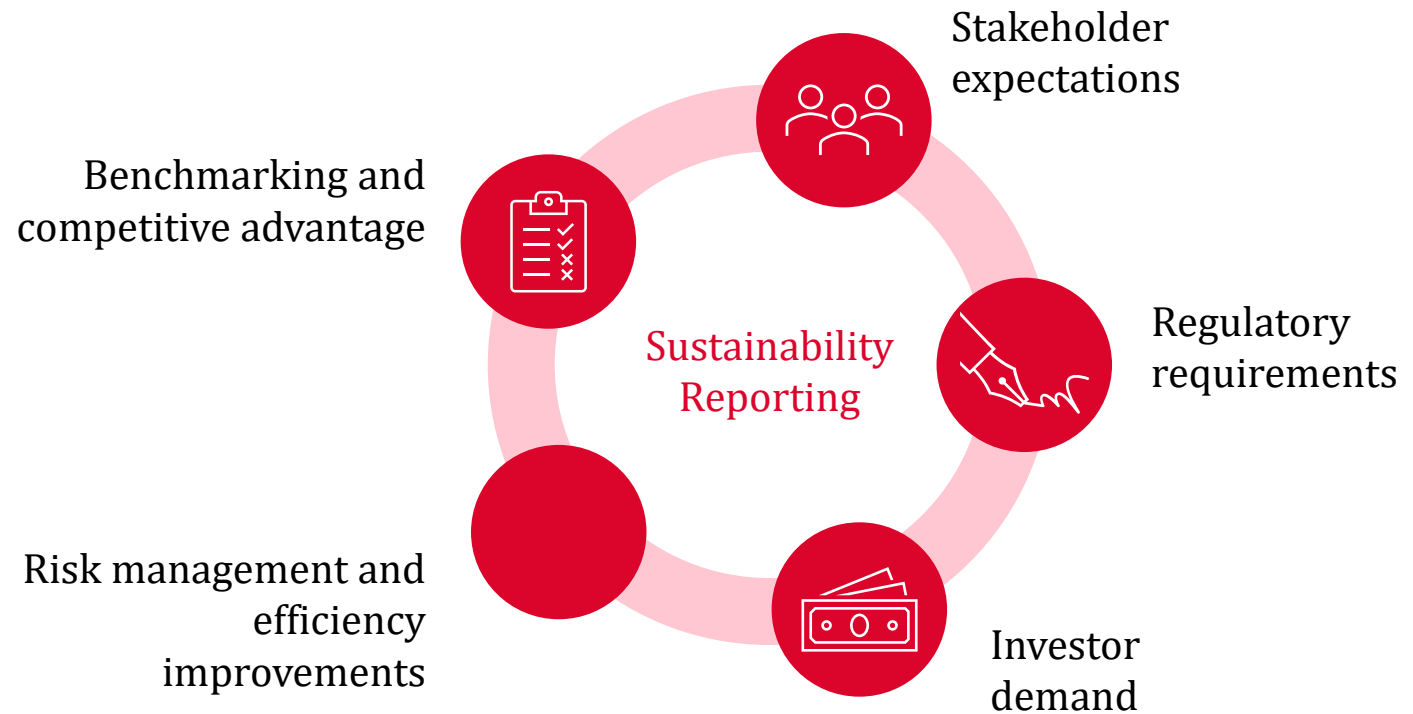 Stakeholder
expectations
Benchmarking and
competitive advantage
Sustainability
Reporting
Regulatory
requirements
Risk management and
efficiency
improvements
Investor
demand